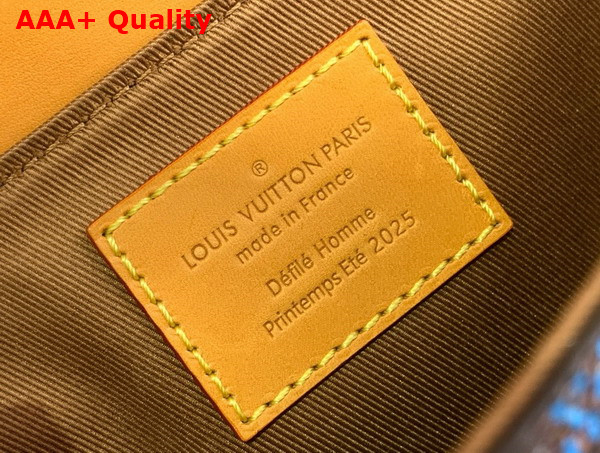 AAA+ Quality
®
LOUIS VUITTON PARIS
made in France
Défilé Homme
Printemps Eté 2025